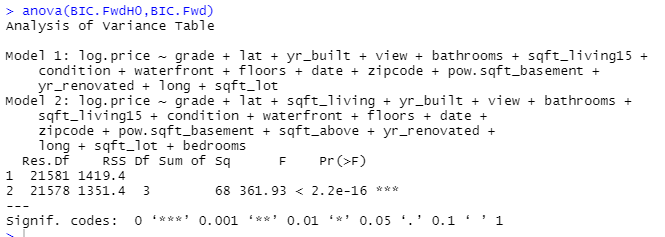 > anova(BIC.FwdH0,BIC.Fwd)
Analysis of Variance Table

Model 1: log.price ~ grade + lat + yr_built + view + bathrooms + sqft_living15 +
    condition + waterfront + floors + date + zipcode + pow.sqft_basement +
    yr_renovated + long + sqft_lot
Model 2: log.price ~ grade + lat + sqft_living + yr_built + view + bathrooms +
    sqft_living15 + condition + waterfront + floors + date +
    zipcode + pow.sqft_basement + sqft_above + yr_renovated +
    long + sqft_lot + bedrooms
  Res.Df    RSS Df Sum of Sq      F    Pr(>F)
1  21581 1419.4
2  21578 1351.4  3        68 361.93 < 2.2e-16 ***
---
Signif. codes:  0 ‘***’ 0.001 ‘**’ 0.01 ‘*’ 0.05 ‘.’ 0.1 ‘ ’ 1
>